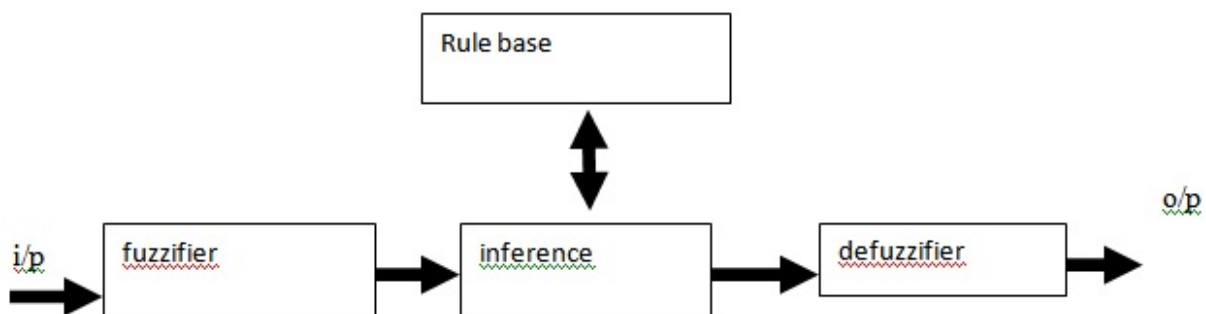 Rule base
o/p
i/p
fuzzifier
inference
defuzzifier